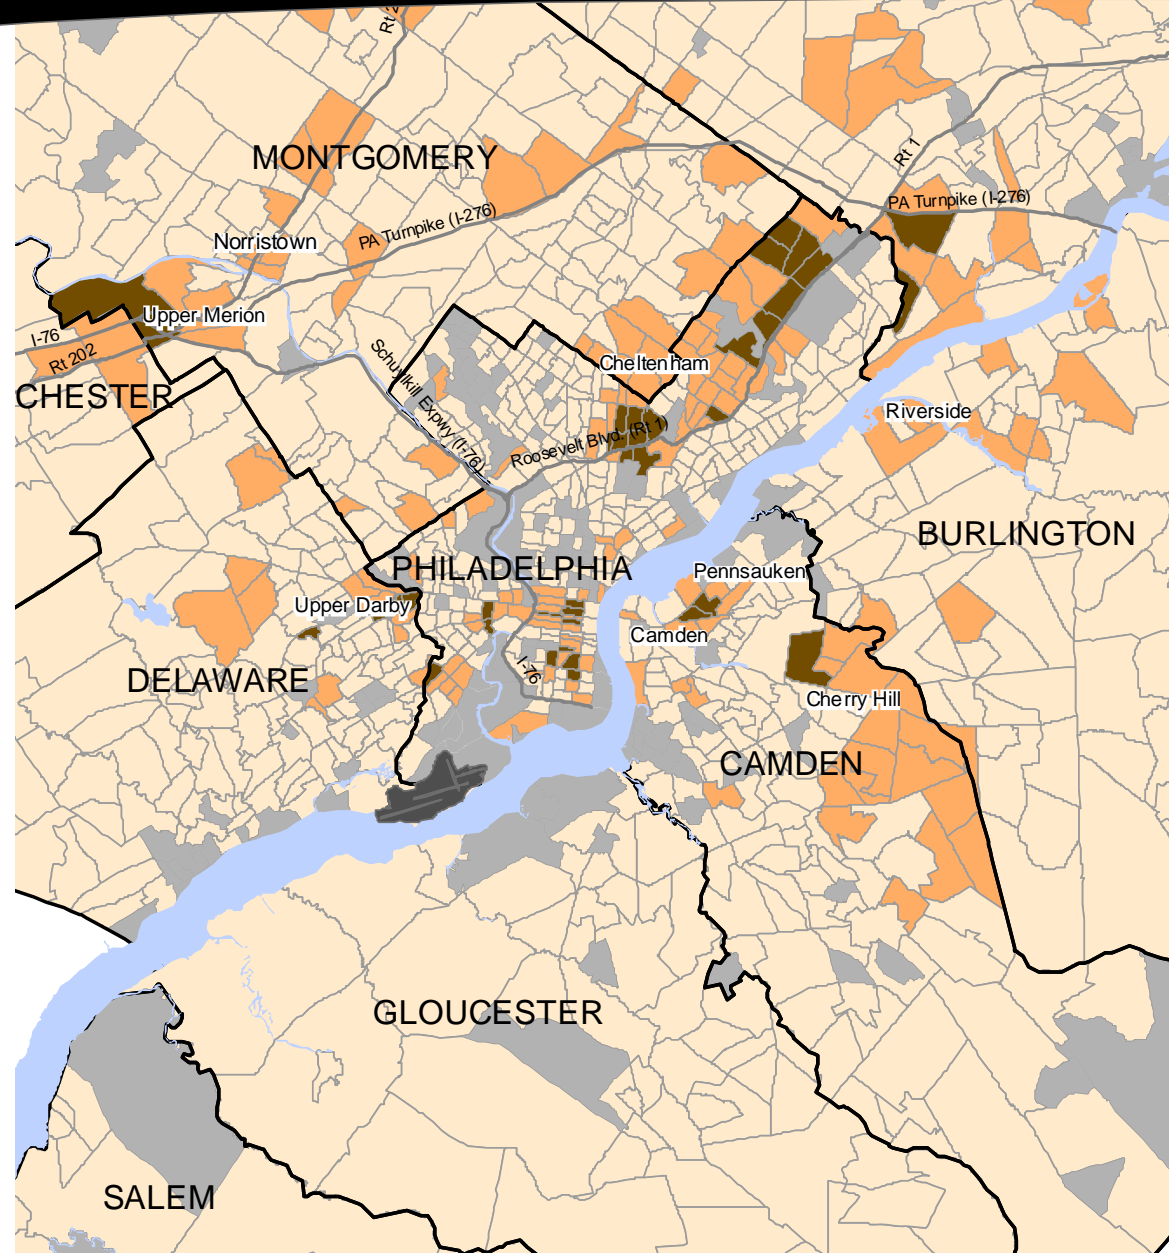 Rt 2
MONTGOMERY
Rt 1
PA Turnpike (I-276)
PA Turnpike (I-276)
Norristown
Upper Merion
I-76
Rt 202
CHESTER
Schuylkill Expwy (I-76)
Cheltenham
Roosevelt Blvd. (Rt 1)
Riverside
BURLINGTON
PHILADELPHIA
Pennsauken
Upper Darby
Camden
I-76
DELAWARE
Cherry Hill
CAMDEN
GLOUCESTER
SALEM